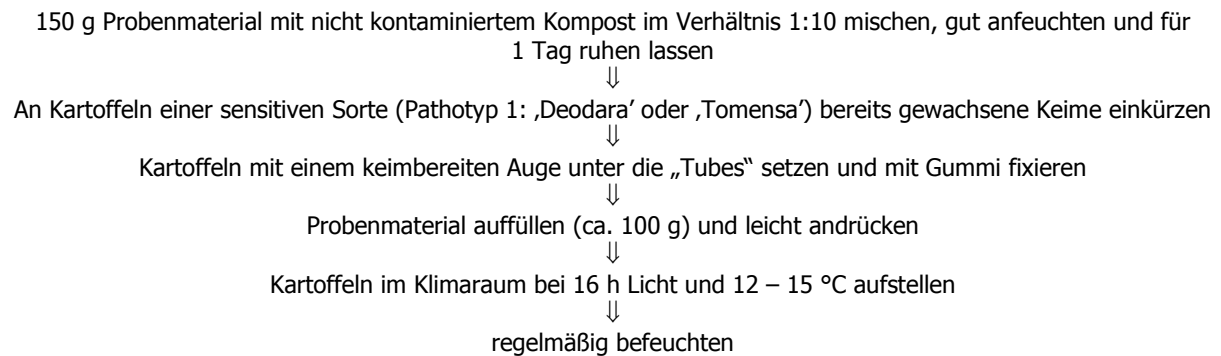 150 g Probenmaterial mit nicht kontaminiertem Kompost im Verhältnis 1:10 mischen, gut anfeuchten und für
1 Tag ruhen lassen
⇓
An Kartoffeln einer sensitiven Sorte (Pathotyp 1: ‚Deodara’ oder ‚Tomensa’) bereits gewachsene Keime einkürzen
⇓
Kartoffeln mit einem keimbereiten Auge unter die „Tubes“ setzen und mit Gummi fixieren
⇓
Probenmaterial auffüllen (ca. 100 g) und leicht andrücken
⇓
Kartoffeln im Klimaraum bei 16 h Licht und 12 – 15 °C aufstellen
⇓
regelmäßig befeuchten